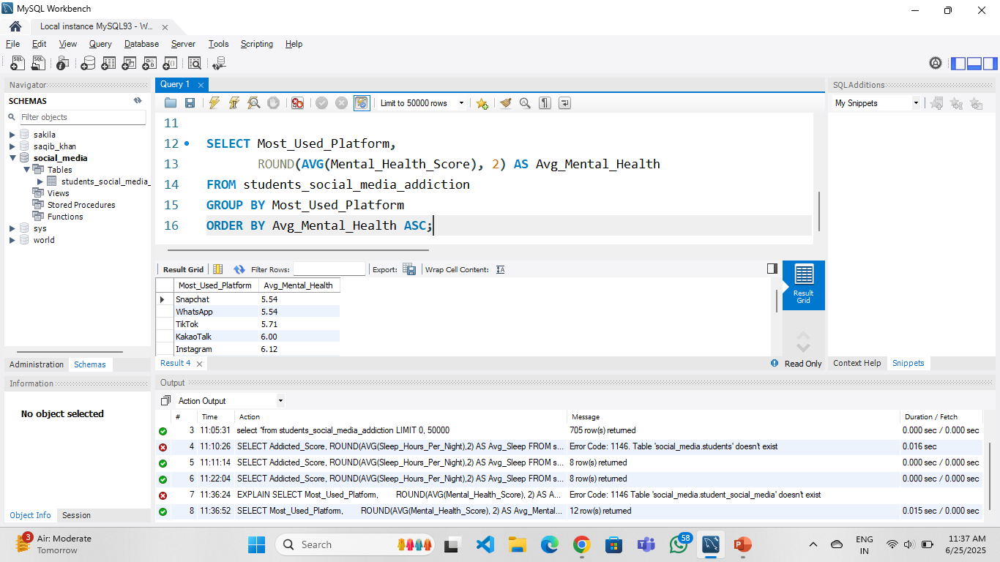 MySQL Workbench
Local instance MySQL93 - W...
File Edit View Query Database Server Tools Scripting Help
Navigator
SCHEMAS
Filter objects
sakila
saqib_khan
social_media
Tables
students_social_media_
Views
Stored Procedures
Functions
sys
world
Administration Schemas
Information
No object selected
Object Info Session
Query 1
Limit to 50000 rows
11
12 SELECT Most_Used_Platform,
13 ROUND(AVG(Mental_Health_Score), 2) AS Avg_Mental_Health
14 FROM students_social_media_addiction
15 GROUP BY Most_Used_Platform
16 ORDER BY Avg_Mental_Health ASC;
Result Grid Filter Rows: Export: Wrap Cell Content:
Most_Used_Platform Avg_Mental_Health
Snapchat 5.54
WhatsApp 5.54
TikTok 5.71
KakaoTalk 6.00
Instagram 6.12
Result Grid
Result 4
Read Only
SQLAdditions
My Snippets
Context Help Snippets
Output
Action Output
# Time Action Message Duration / Fetch
3 11:05:31 select *from students_social_media_addiction LIMIT 0, 50000 705 row(s) returned 0.000 sec / 0.000 sec
4 11:10:26 SELECT Addicted_Score, ROUND(AVG(Sleep_Hours_Per_Night),2) AS Avg_Sleep FROM s... Error Code: 1146. Table 'social_media.students' doesn't exist 0.016 sec
5 11:11:14 SELECT Addicted_Score, ROUND(AVG(Sleep_Hours_Per_Night),2) AS Avg_Sleep FROM s... 8 row(s) returned 0.000 sec / 0.000 sec
6 11:22:04 SELECT Addicted_Score, ROUND(AVG(Sleep_Hours_Per_Night),2) AS Avg_Sleep FROM s... 8 row(s) returned 0.000 sec / 0.000 sec
7 11:36:24 EXPLAIN SELECT Most_Used_Platform, ROUND(AVG(Mental_Health_Score), 2) AS A... Error Code: 1146 Table 'social_media.student_social_media' doesn't exist
8 11:36:52 SELECT Most_Used_Platform, ROUND(AVG(Mental_Health_Score), 2) AS Avg_Mental... 12 row(s) returned 0.015 sec / 0.000 sec
3
Air: Moderate
Tomorrow
Search
58
ENG
IN
11:37 AM
6/25/2025